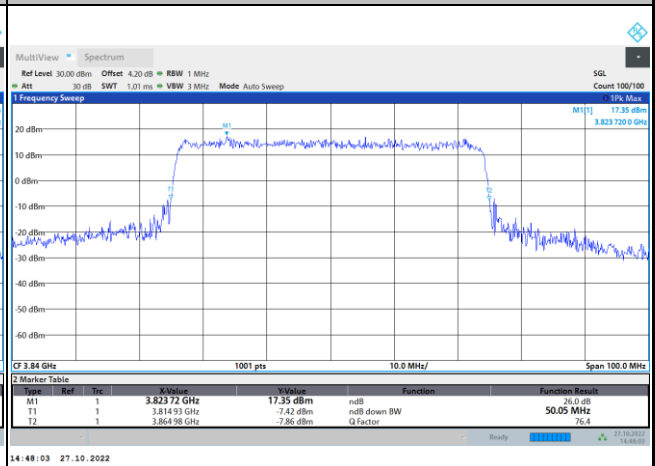 MultiView Spectrum
Ref Level 30.00 dBm Offset 4.20 dB RBW 1 MHz SGL
Att 30 dB SWT 1.01 ms VBW 3 MHz Mode Auto Sweep Count 100/100
1 Frequency Sweep 1Pk Max
M1[1] 17.35 dBm
3.823 720 0 GHz
M1
20 dBm
10 dBm
0 dBm
T1 T2
-10 dBm
-20 dBm
-30 dBm
-40 dBm
-50 dBm
-60 dBm
CF 3.84 GHz 1001 pts 10.0 MHz/ Span 100.0 MHz
2 Marker Table
Type Ref Trc X-Value Y-Value Function Function Result
M1 1 3.823 72 GHz 17.35 dBm ndB 26.0 dB
T1 1 3.814 93 GHz -7.42 dBm ndB down BW 50.05 MHz
T2 1 3.864 98 GHz -7.86 dBm Q Factor 76.4
Ready 27.10.2022
14:48:03
14:48:03 27.10.2022